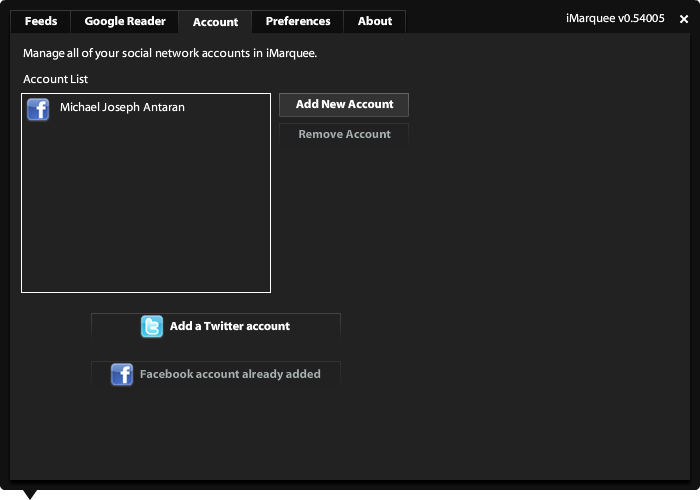 Feeds Google Reader Account Preferences About iMarquee v0.54005
Manage all of your social network accounts in iMarquee.
Account List
Michael Joseph Antaran
Add New Account
Remove Account
Add a Twitter account
Facebook account already added